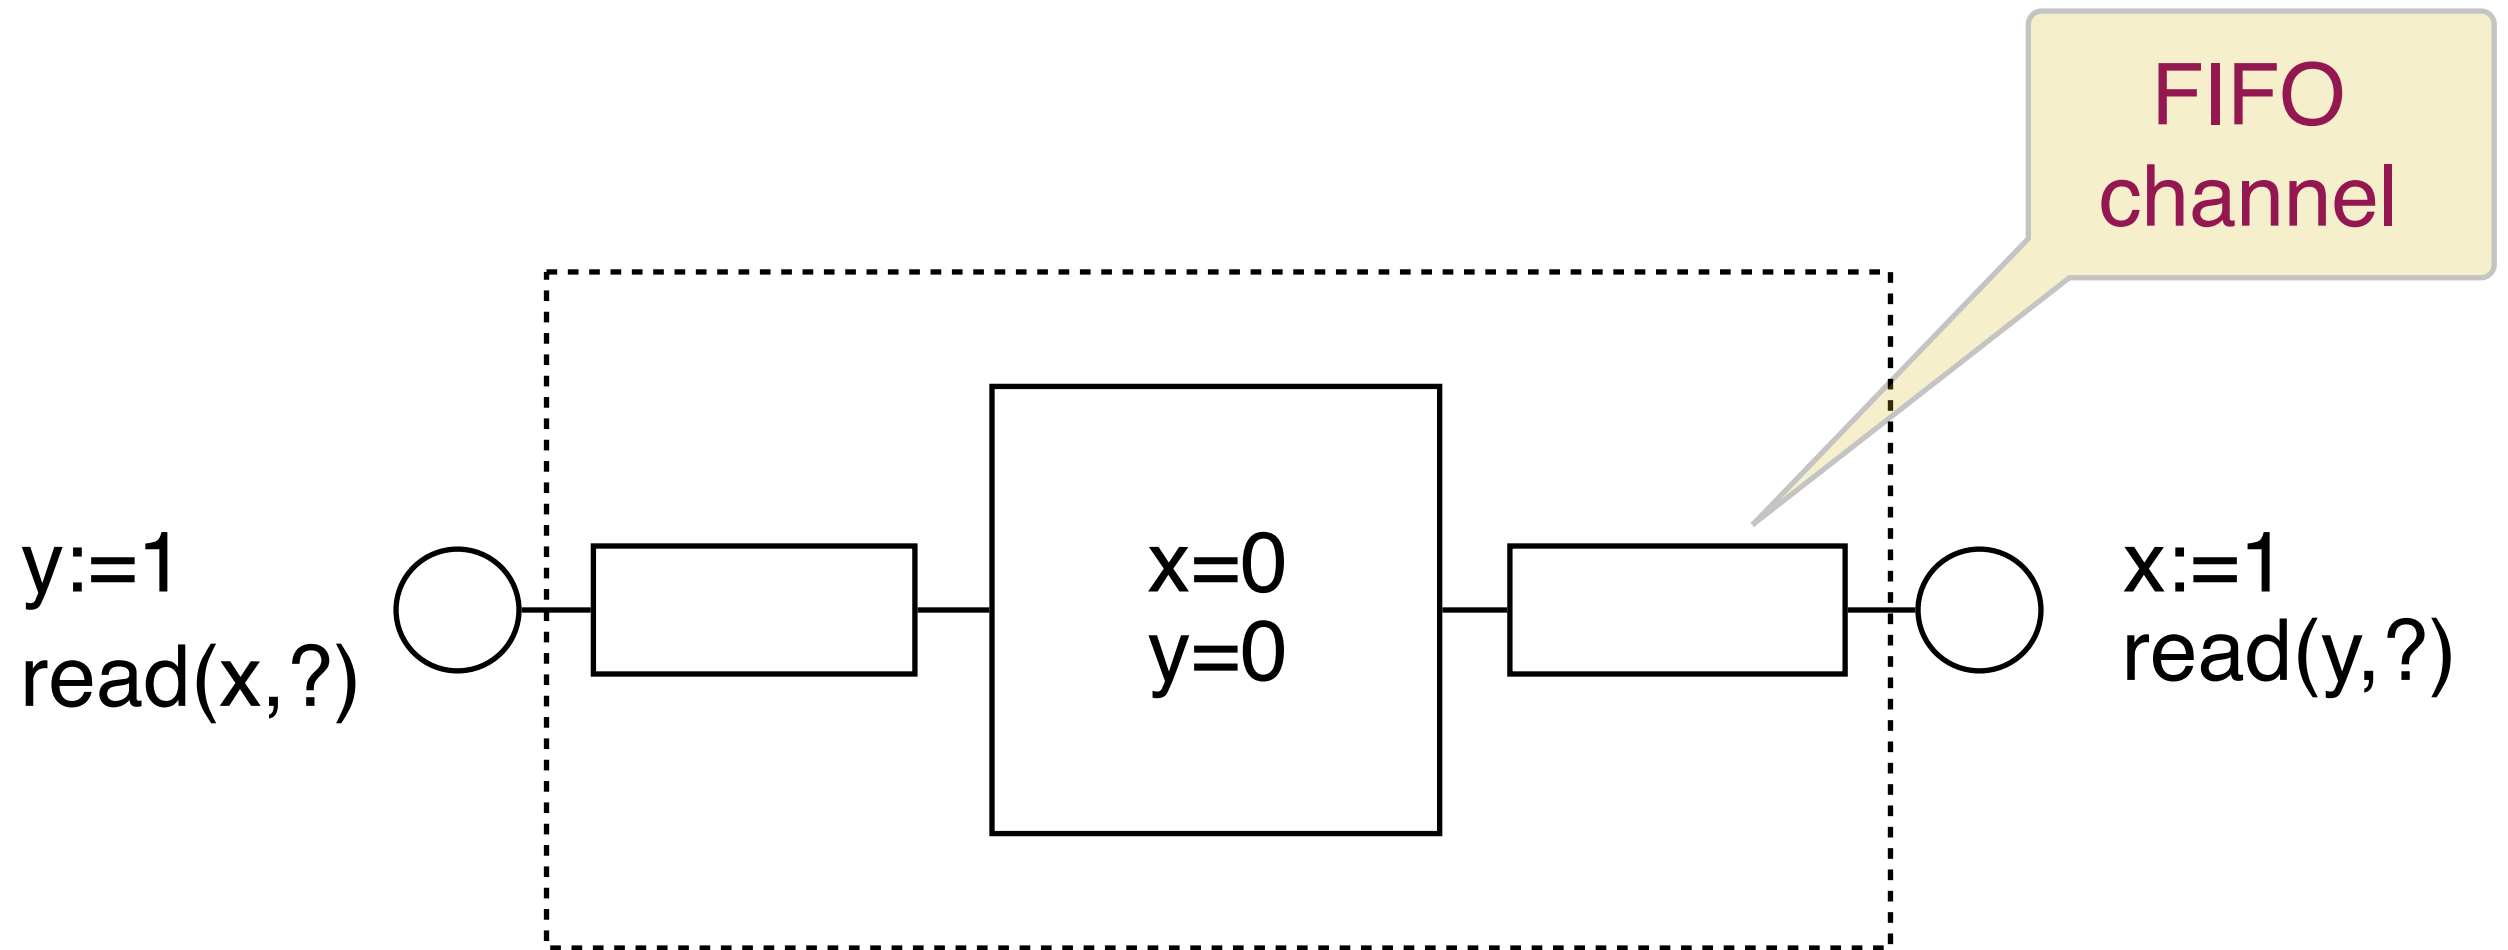 FIFO
channel
y:=1
read(x,?)
x=0
y=0
x:=1
read(y,?)